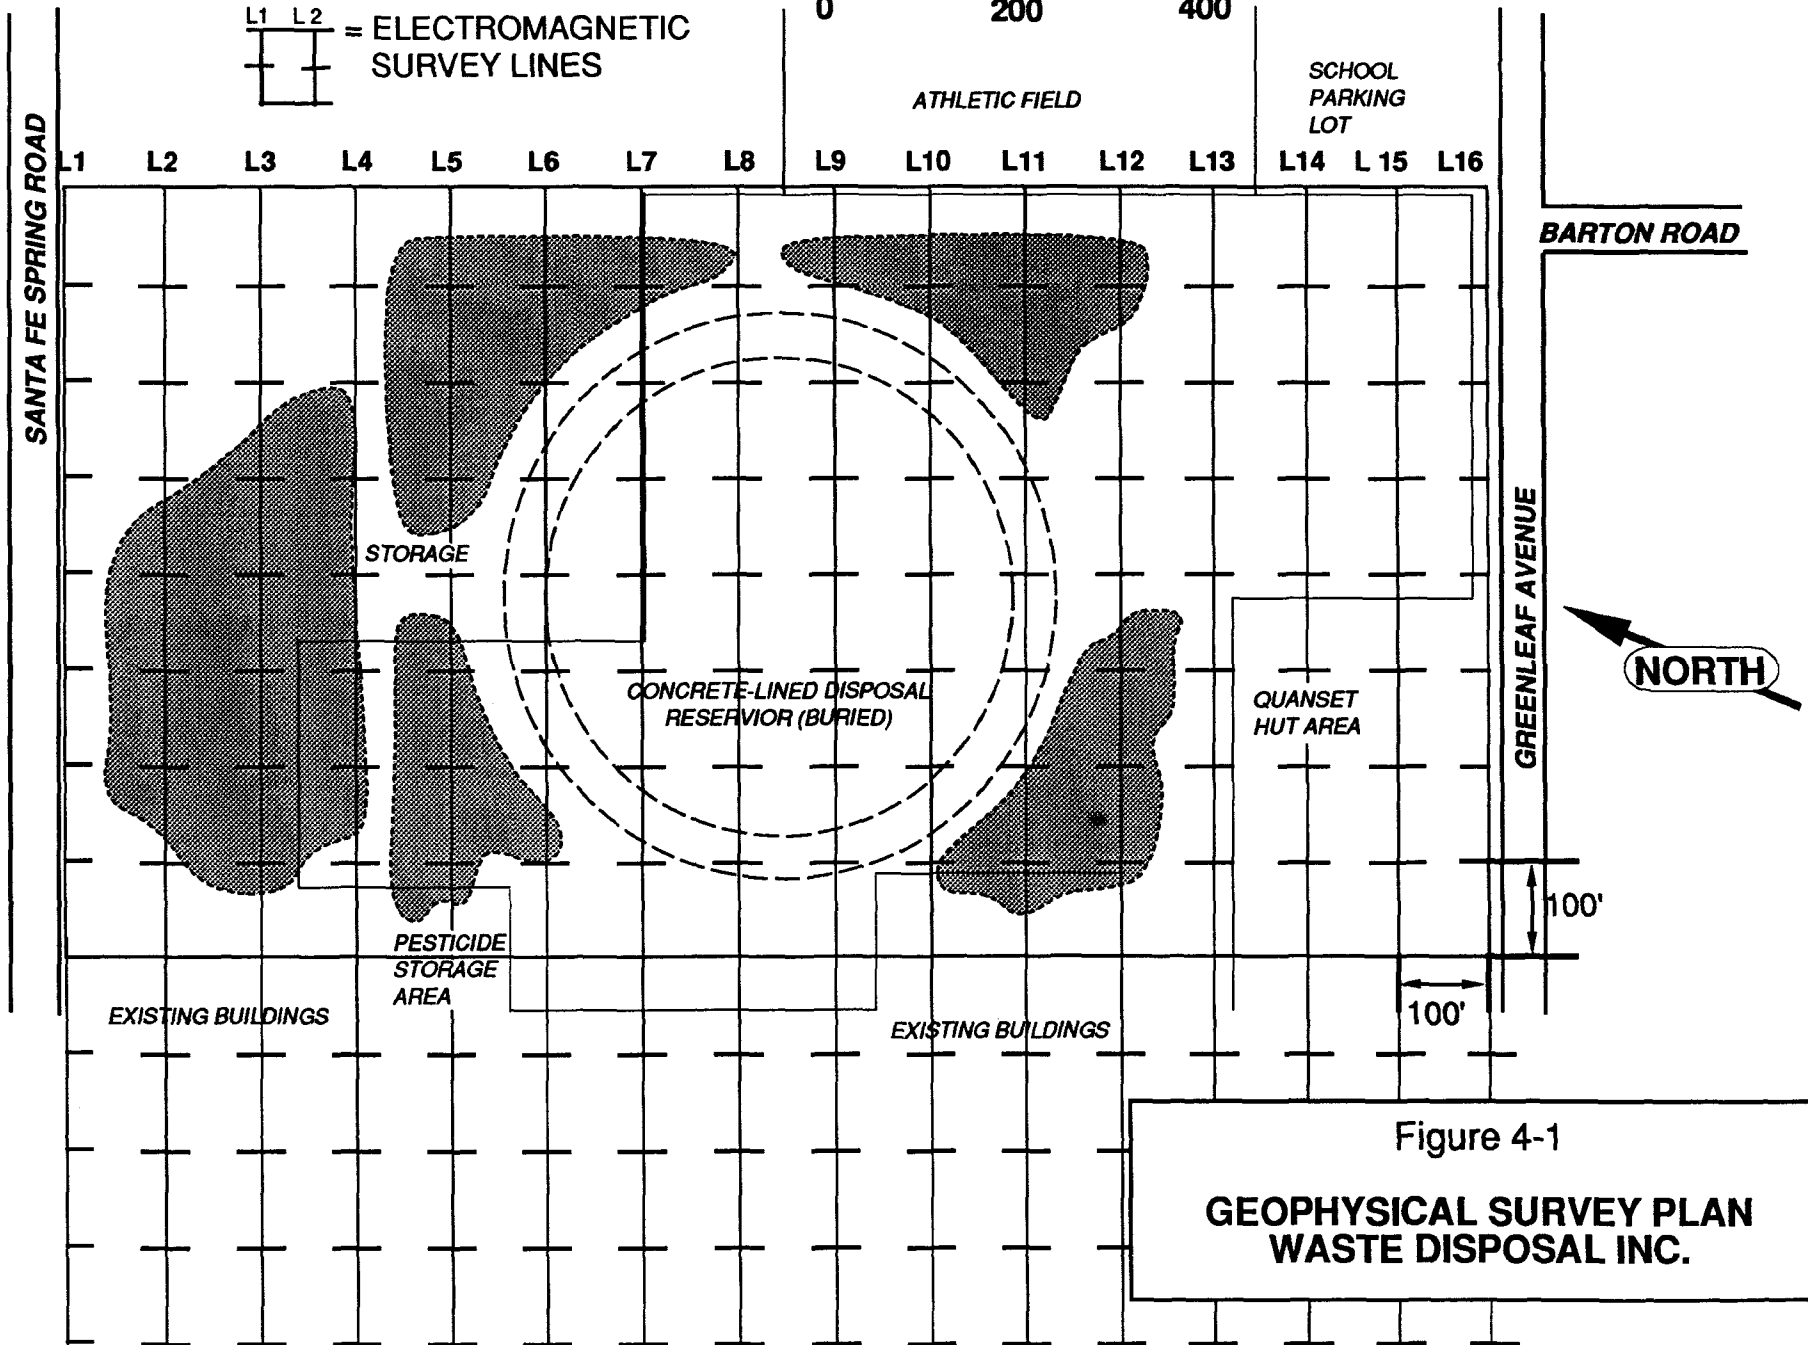 0 200 400
L1 L 2
= ELECTROMAGNETIC
SURVEY LINES
ATHLETIC FIELD
SCHOOL
PARKING
LOT
SANTA FE SPRING ROAD
L1 L2 L3 L4 L5 L6 L7 L8 L9 L10 L11 L12 L13 L14 L 15 L16
BARTON ROAD
STORAGE
GREENLEAF AVENUE
NORTH
CONCRETE-LINED DISPOSAL
RESERVIOR (BURIED)
QUANSET
HUT AREA
100'
PESTICIDE
STORAGE
AREA
100'
EXISTING BUILDINGS
EXISTING BUILDINGS
Figure 4-1
GEOPHYSICAL SURVEY PLAN
WASTE DISPOSAL INC.